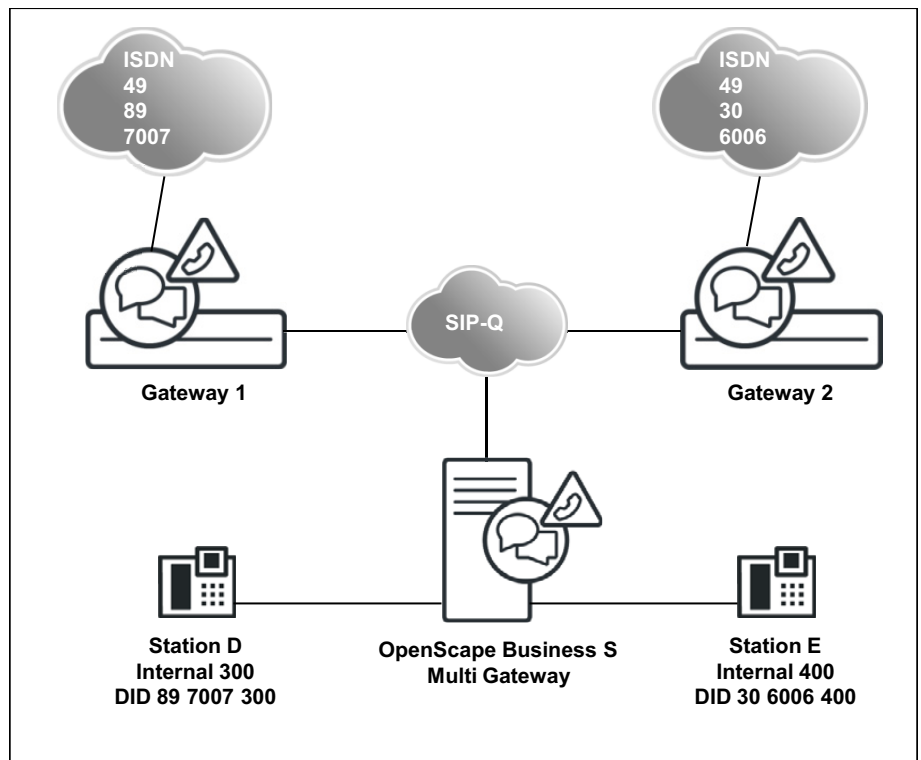 ISDN
49
89
7007
ISDN
49
30
6006
SIP-Q
Gateway 1
Gateway 2
Station D
Internal 300
DID 89 7007 300
OpenScape Business S
Multi Gateway
Station E
Internal 400
DID 30 6006 400